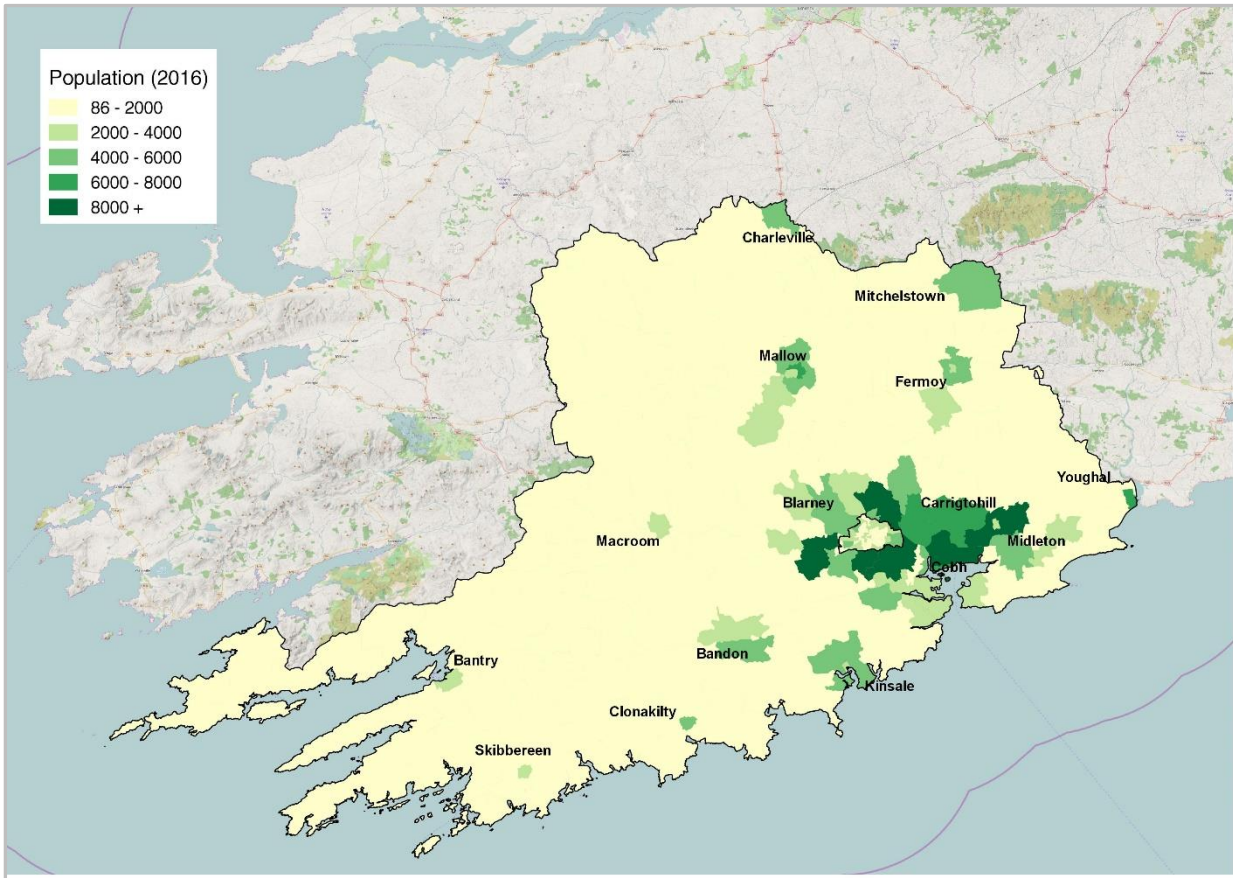 Population (2016)
86 - 2000
2000 - 4000
4000 - 6000
6000 - 8000
8000 +
Charleville
Mitchelstown
Mallow
Fermoy
Youghal
Blarney
Carrigtohill
Macroom
Midleton
Cobh
Bandon
Bantry
Kinsale
Clonakilty
Skibbereen